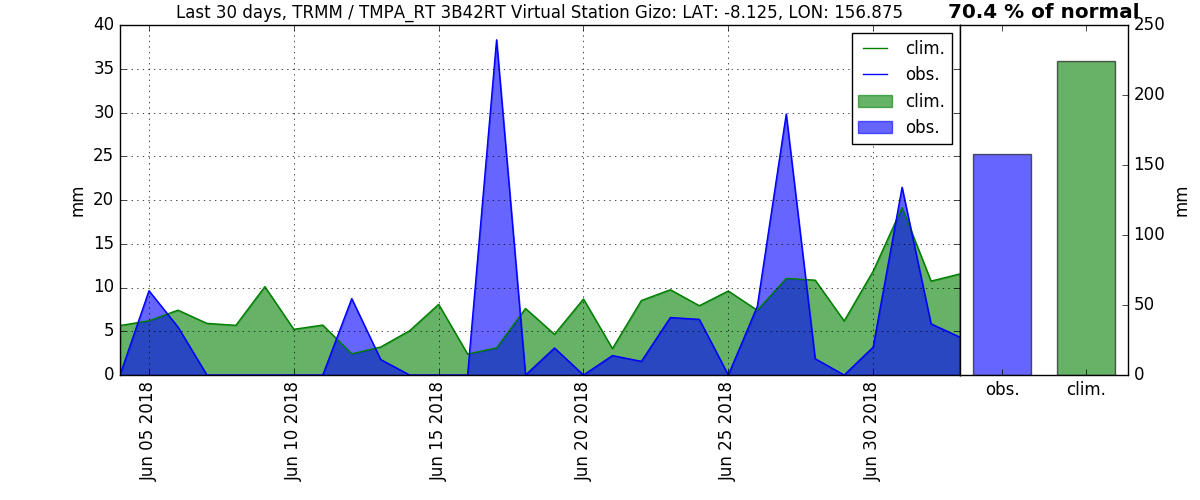 Last 30 days, TRMM / TMPA_RT 3B42RT Virtual Station Gizo: LAT: -8.125, LON: 156.875
70.4 % of normal
40
35
30
25
20
15
10
5
0
mm
clim.
obs.
clim.
obs.
250
200
150
100
50
0
mm
Jun 05 2018
Jun 10 2018
Jun 15 2018
Jun 20 2018
Jun 25 2018
Jun 30 2018
obs.
clim.